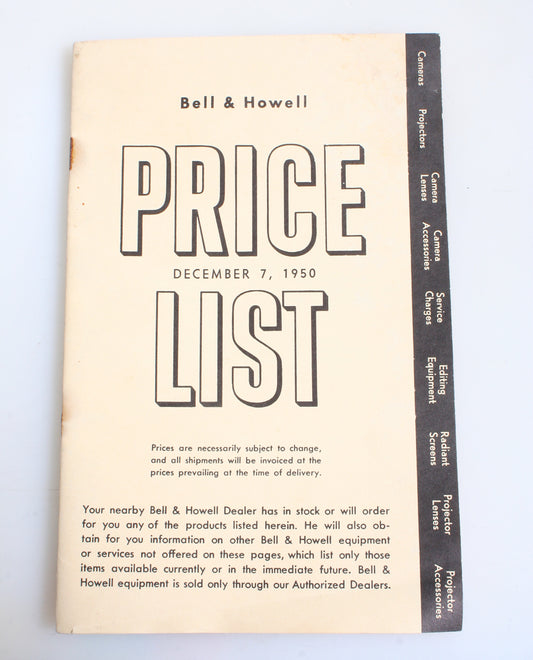 Bell & Howell
PRICE
DECEMBER 7, 1950
LIST
Prices are necessarily subject to change,
and all shipments will be invoiced at the
prices prevailing at the time of delivery.
Your nearby Bell & Howell Dealer has in stock or will order
for you any of the products listed herein. He will also ob-
tain for you information on other Bell & Howell equipment
or services not offered on these pages, which list only those
items available currently or in the immediate future. Bell &
Howell equipment is sold only through our Authorized Dealers.
Cameras
Projectors
Camera
Lenses
Camera
Accessories
Service
Charges
Editing
Equipment
Radiant
Screens
Projector
Lenses
Projector
Accessories